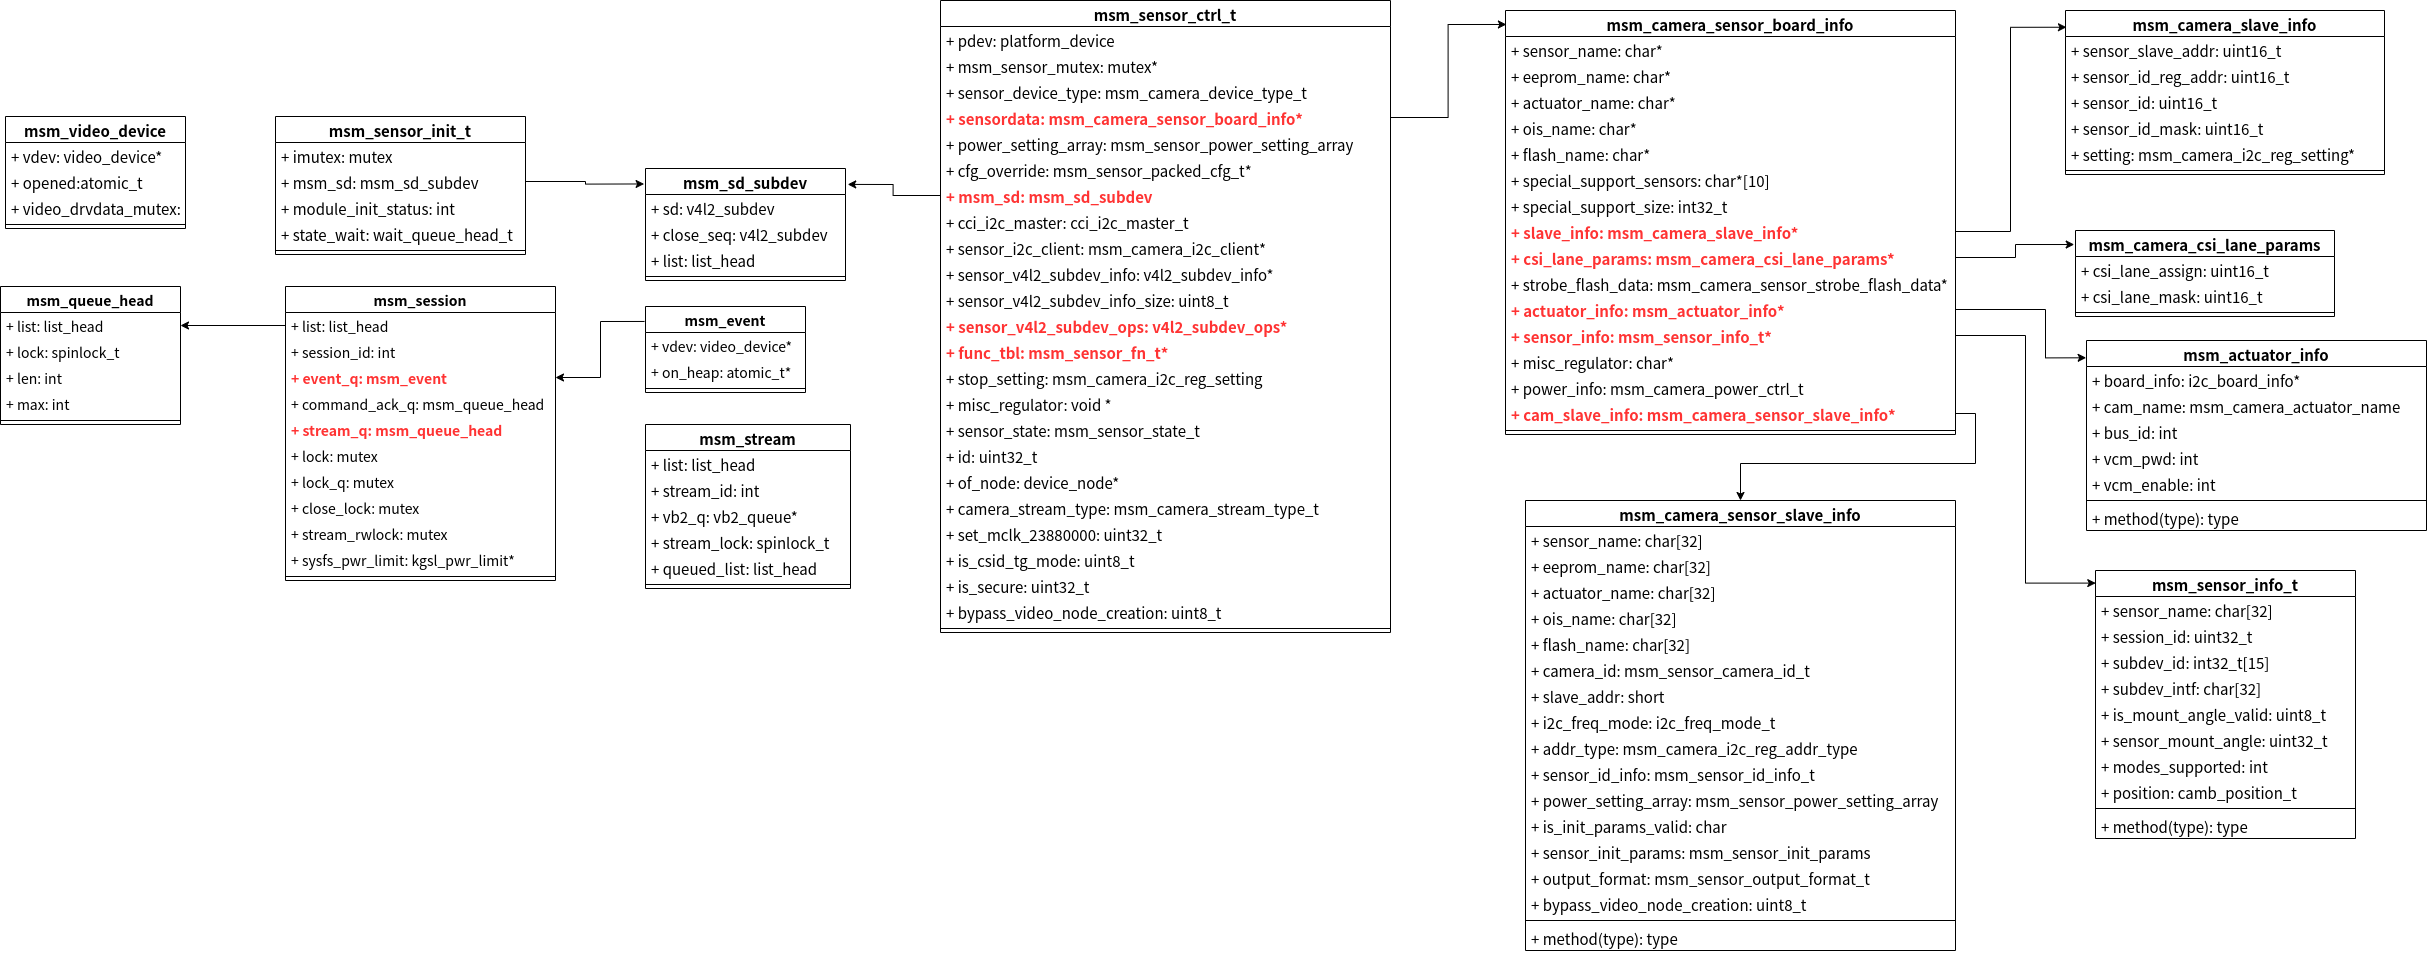 msm_video_device
+ vdev: video_device*
+ opened:atomic_t
+ video_drvdata_mutex:
msm_queue_head
+ list: list_head
+ lock: spinlock_t
+ len: int
+ max: int
msm_sensor_init_t
+ imutex: mutex
+ msm_sd: msm_sd_subdev
+ module_init_status: int
+ state_wait: wait_queue_head_t
msm_session
+ list: list_head
+ session_id: int
+ event_q: msm_event
+ command_ack_q: msm_queue_head
+ stream_q: msm_queue_head
+ lock: mutex
+ lock_q: mutex
+ close_lock: mutex
+ stream_rwlock: mutex
+ sysfs_pwr_limit: kgsl_pwr_limit*
msm_sd_subdev
+ sd: v4l2_subdev
+ close_seq: v4l2_subdev
+ list: list_head
msm_event
+ vdev: video_device*
+ on_heap: atomic_t*
msm_stream
+ list: list_head
+ stream_id: int
+ vb2_q: vb2_queue*
+ stream_lock: spinlock_t
+ queued_list: list_head
msm_sensor_ctrl_t
+ pdev: platform_device
+ msm_sensor_mutex: mutex*
+ sensor_device_type: msm_camera_device_type_t
+ sensordata: msm_camera_sensor_board_info*
+ power_setting_array: msm_sensor_power_setting_array
+ cfg_override: msm_sensor_packed_cfg_t*
+ msm_sd: msm_sd_subdev
+ cci_i2c_master: cci_i2c_master_t
+ sensor_i2c_client: msm_camera_i2c_client*
+ sensor_v4l2_subdev_info: v4l2_subdev_info*
+ sensor_v4l2_subdev_info_size: uint8_t
+ sensor_v4l2_subdev_ops: v4l2_subdev_ops*
+ func_tbl: msm_sensor_fn_t*
+ stop_setting: msm_camera_i2c_reg_setting
+ misc_regulator: void *
+ sensor_state: msm_sensor_state_t
+ id: uint32_t
+ of_node: device_node*
+ camera_stream_type: msm_camera_stream_type_t
+ set_mclk_23880000: uint32_t
+ is_csid_tg_mode: uint8_t
+ is_secure: uint32_t
+ bypass_video_node_creation: uint8_t
msm_camera_sensor_board_info
+ sensor_name: char*
+ eeprom_name: char*
+ actuator_name: char*
+ ois_name: char*
+ flash_name: char*
+ special_support_sensors: char*[10]
+ special_support_size: int32_t
+ slave_info: msm_camera_slave_info*
+ csi_lane_params: msm_camera_csi_lane_params*
+ strobe_flash_data: msm_camera_sensor_strobe_flash_data*
+ actuator_info: msm_actuator_info*
+ sensor_info: msm_sensor_info_t*
+ misc_regulator: char*
+ power_info: msm_camera_power_ctrl_t
+ cam_slave_info: msm_camera_sensor_slave_info*
msm_camera_sensor_slave_info
+ sensor_name: char[32]
+ eeprom_name: char[32]
+ actuator_name: char[32]
+ ois_name: char[32]
+ flash_name: char[32]
+ camera_id: msm_sensor_camera_id_t
+ slave_addr: short
+ i2c_freq_mode: i2c_freq_mode_t
+ addr_type: msm_camera_i2c_reg_addr_type
+ sensor_id_info: msm_sensor_id_info_t
+ power_setting_array: msm_sensor_power_setting_array
+ is_init_params_valid: char
+ sensor_init_params: msm_sensor_init_params
+ output_format: msm_sensor_output_format_t
+ bypass_video_node_creation: uint8_t
+ method(type): type
msm_camera_slave_info
+ sensor_slave_addr: uint16_t
+ sensor_id_reg_addr: uint16_t
+ sensor_id: uint16_t
+ sensor_id_mask: uint16_t
+ setting: msm_camera_i2c_reg_setting*
msm_camera_csi_lane_params
+ csi_lane_assign: uint16_t
+ csi_lane_mask: uint16_t
msm_actuator_info
+ board_info: i2c_board_info*
+ cam_name: msm_camera_actuator_name
+ bus_id: int
+ vcm_pwd: int
+ vcm_enable: int
+ method(type): type
msm_sensor_info_t
+ sensor_name: char[32]
+ session_id: uint32_t
+ subdev_id: int32_t[15]
+ subdev_intf: char[32]
+ is_mount_angle_valid: uint8_t
+ sensor_mount_angle: uint32_t
+ modes_supported: int
+ position: camb_position_t
+ method(type): type